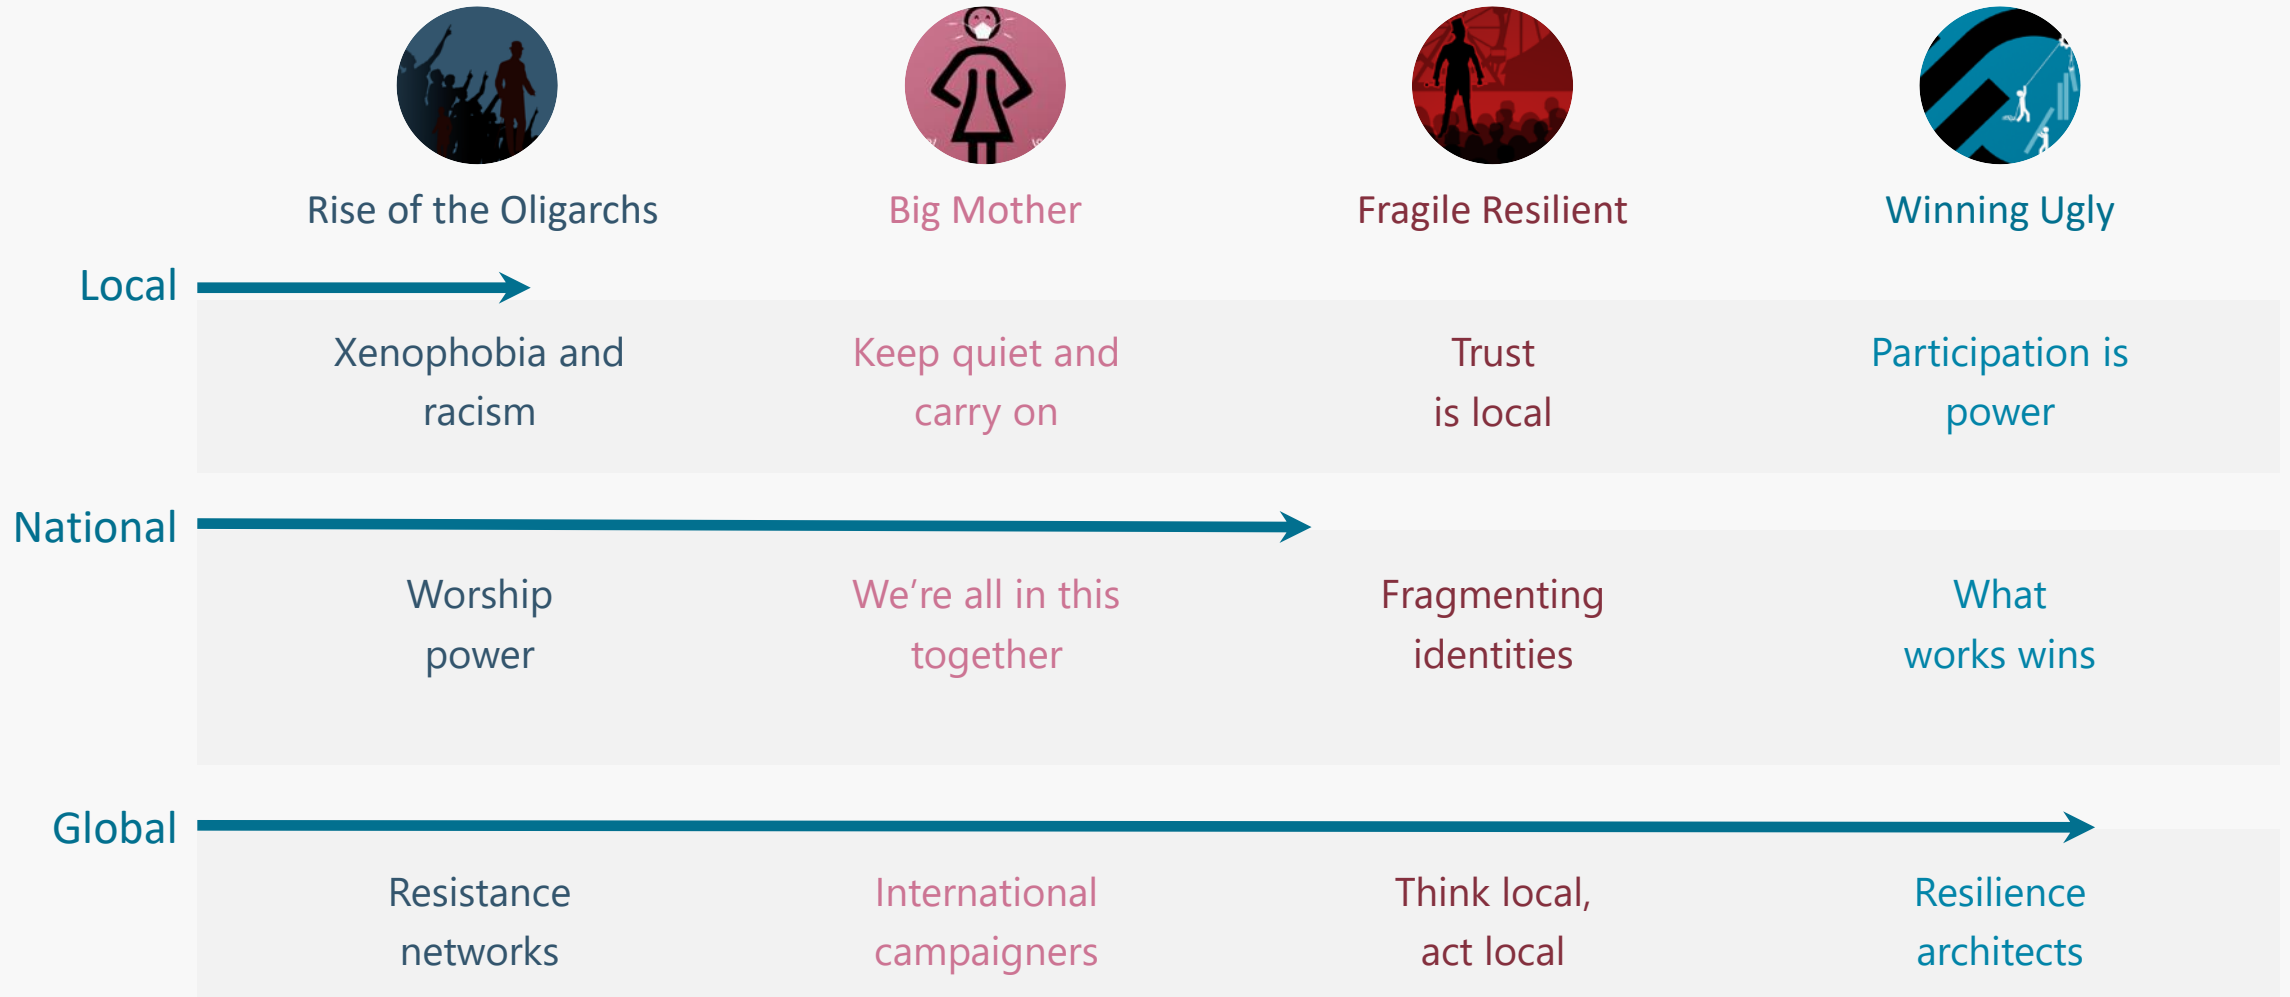 Rise of the Oligarchs
Big Mother
Fragile Resilient
Winning Ugly
Local
Xenophobia and
racism
Keep quiet and
carry on
Trust
is local
Participation is
power
National
Worship
power
We’re all in this
together
Fragmenting
identities
What
works wins
Global
Resistance
networks
International
campaigners
Think local,
act local
Resilience
architects